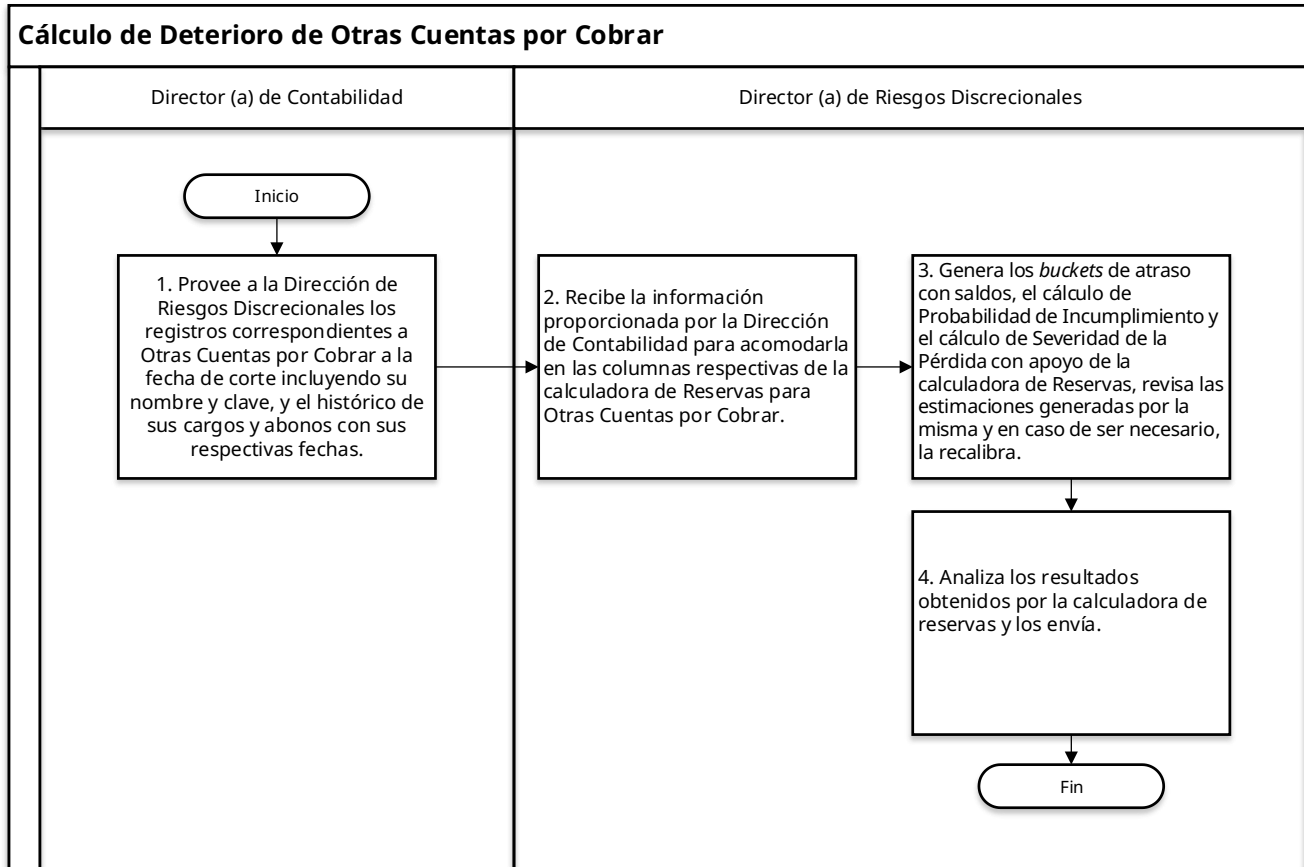 Cálculo de Deterioro de Otras Cuentas por Cobrar
Director (a) de Contabilidad
Director (a) de Riesgos Discrecionales
Inicio
1. Provee a la Dirección de
Riesgos Discrecionales los
registros correspondientes a
Otras Cuentas por Cobrar a la
fecha de corte incluyendo su
nombre y clave, y el histórico de
sus cargos y abonos con sus
respectivas fechas.
2. Recibe la información
proporcionada por la Dirección
de Contabilidad para acomodarla
en las columnas respectivas de la
calculadora de Reservas para
Otras Cuentas por Cobrar.
3. Genera los buckets de atraso
con saldos, el cálculo de
Probabilidad de Incumplimiento y
el cálculo de Severidad de la
Pérdida con apoyo de la
calculadora de Reservas, revisa las
estimaciones generadas por la
misma y en caso de ser necesario,
la recalibra.
4. Analiza los resultados
obtenidos por la calculadora de
reservas y los envía.
Fin